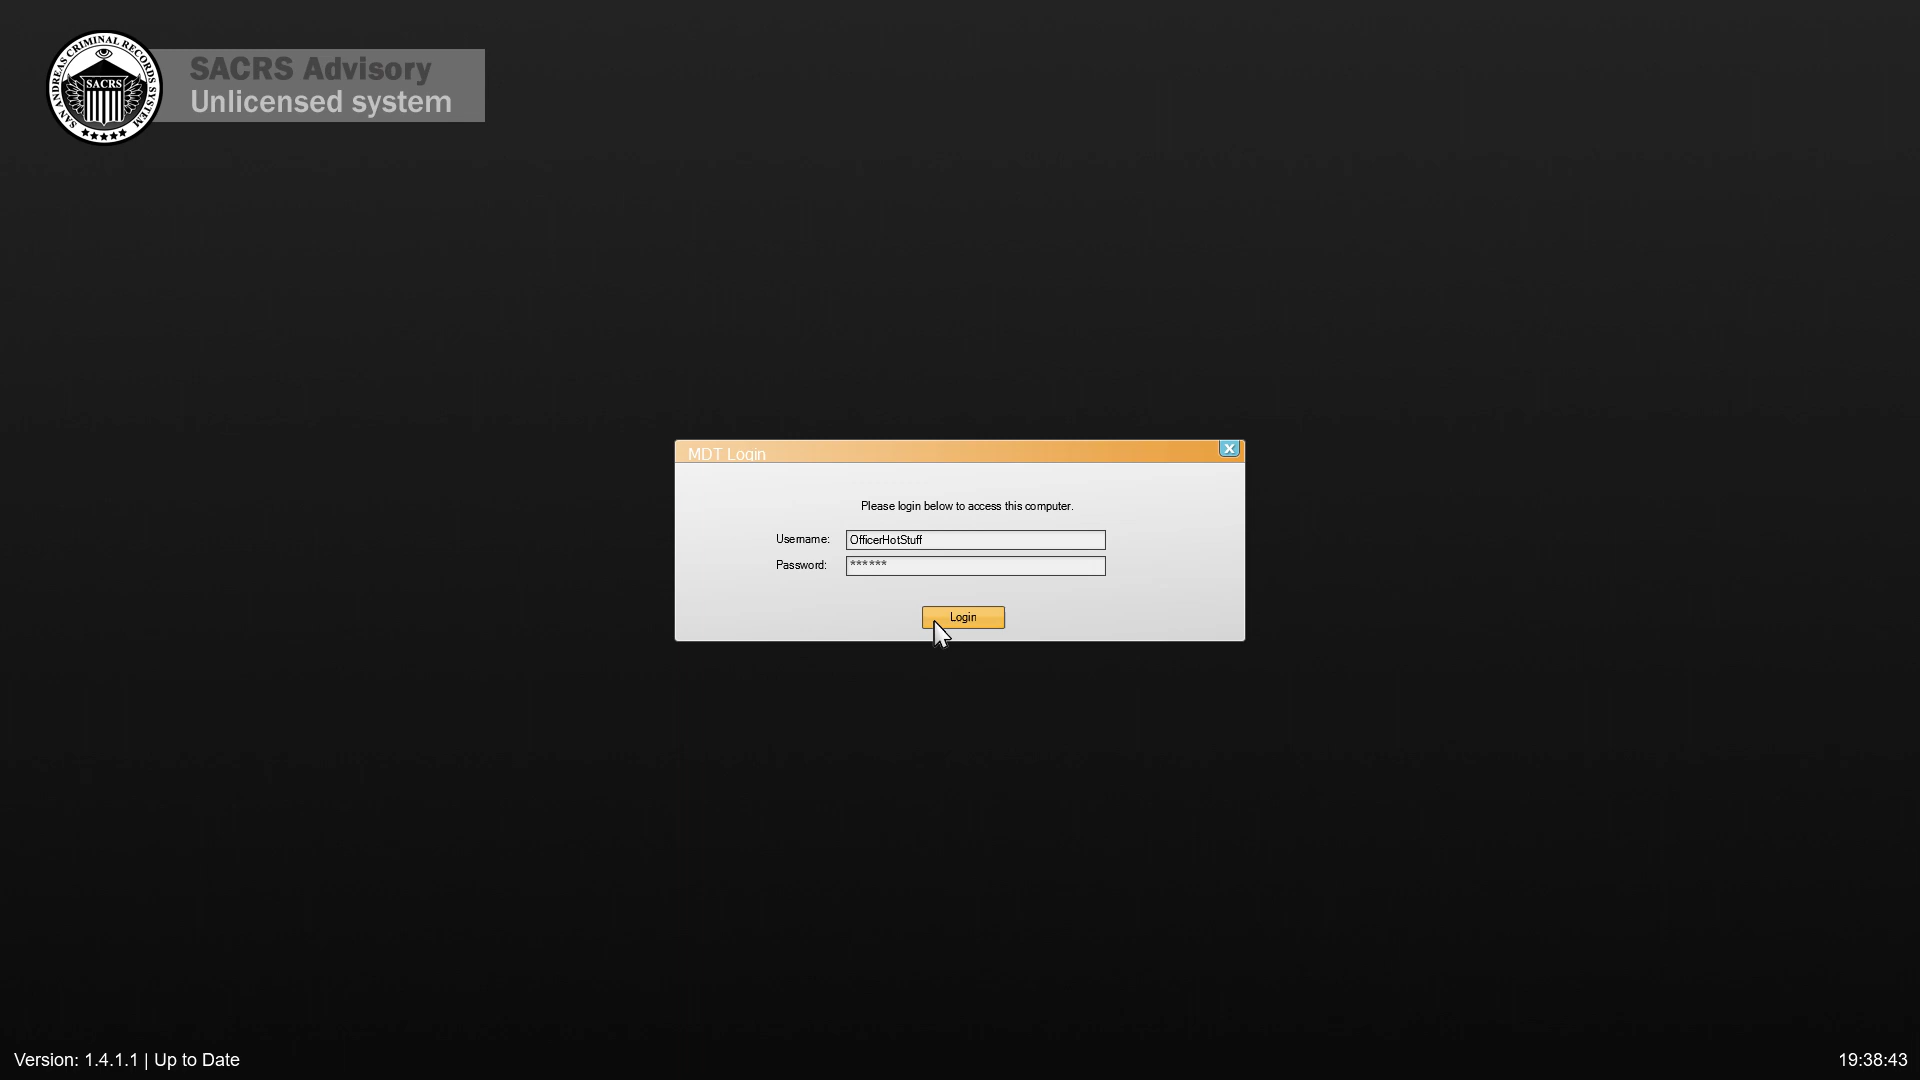 SAN ANDREAS CRIMINAL RECORDS SYSTEM
SACRS
SACRS Advisory
Unlicensed system
MDT Login
x
Please login below to access this computer.
Username: OfficerHotStuff
Password: ******
Login
Version: 1.4.1.1 | Up to Date
19:38:43